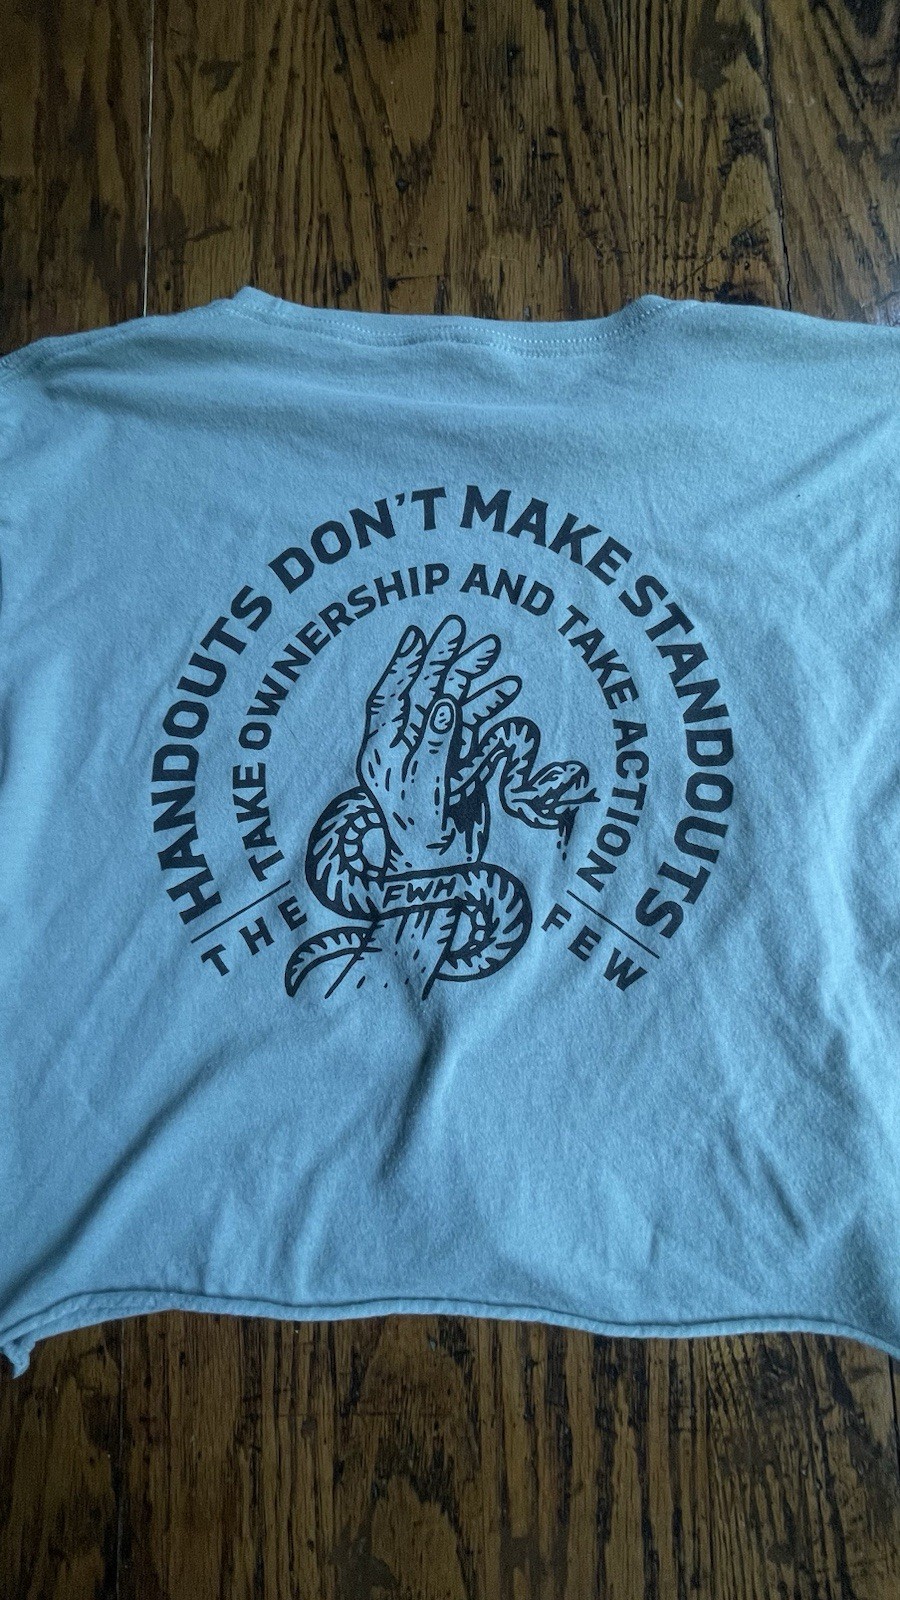 HANDOUTS DON'T MAKE STANDOUTS
TAKE OWNERSHIP AND TAKE ACTION
THE FEW
FWH